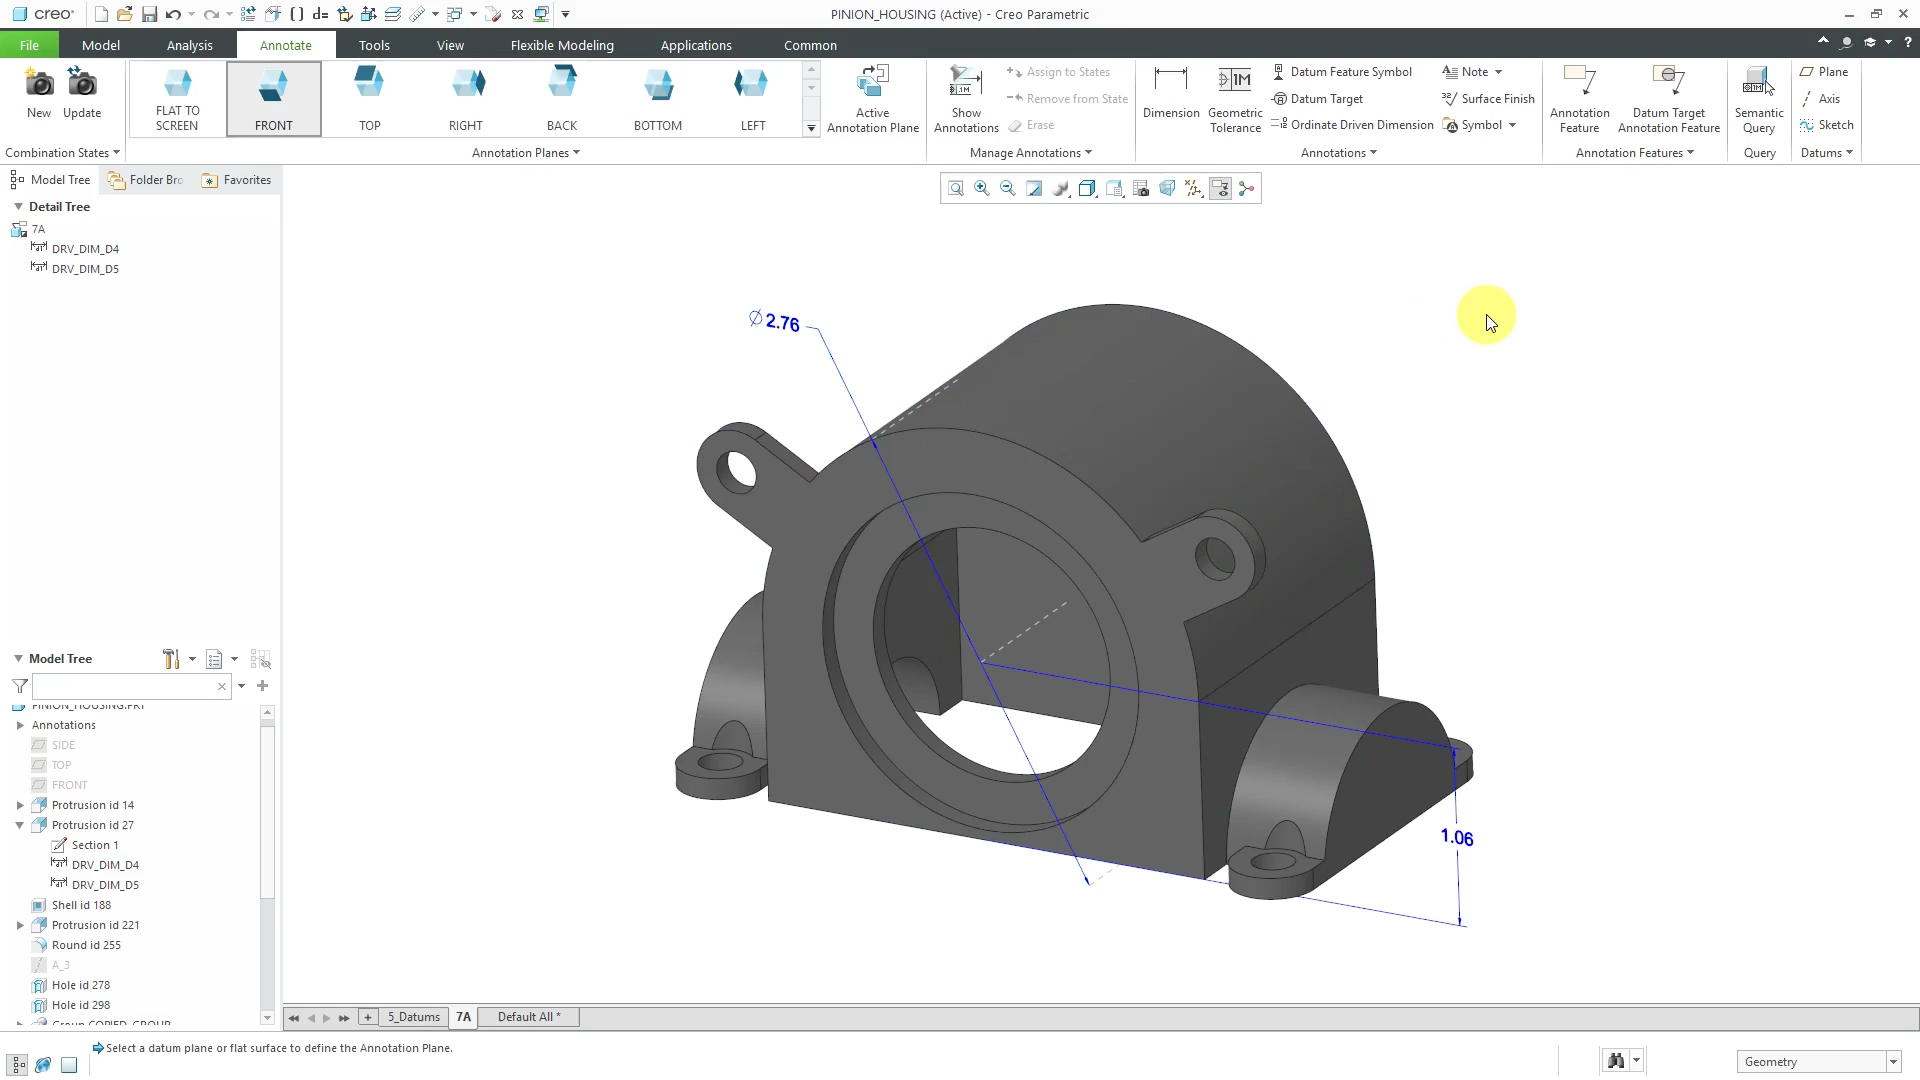 creo®
PINION_HOUSING (Active) - Creo Parametric
File
Model
Analysis
Annotate
Tools
View
Flexible Modeling
Applications
Common
New
Update
FLAT TO SCREEN
FRONT
TOP
RIGHT
BACK
BOTTOM
LEFT
Active Annotation Plane
Show Annotations
Assign to States
Remove from State
Erase
Dimension
Geometric Tolerance
Datum Feature Symbol
Datum Target
Ordinate Driven Dimension
Note
Surface Finish
Symbol
Annotation Feature
Datum Target Annotation Feature
Semantic Query
Plane
Axis
Sketch
Combination States
Annotation Planes
Manage Annotations
Annotations
Annotation Features
Query
Datums
Model Tree
Folder Bro
Favorites
Detail Tree
7A
DRV_DIM_D4
DRV_DIM_D5
Ø 2.76
1.06
Model Tree
PINION_HOUSING.PRT
Annotations
SIDE
TOP
FRONT
Protrusion id 14
Protrusion id 27
Section 1
DRV_DIM_D4
DRV_DIM_D5
Shell id 188
Protrusion id 221
Round id 255
A_3
Hole id 278
Hole id 298
Group COPIED_GROUP
5_Datums
7A
Default All *
Select a datum plane or flat surface to define the Annotation Plane.
Geometry